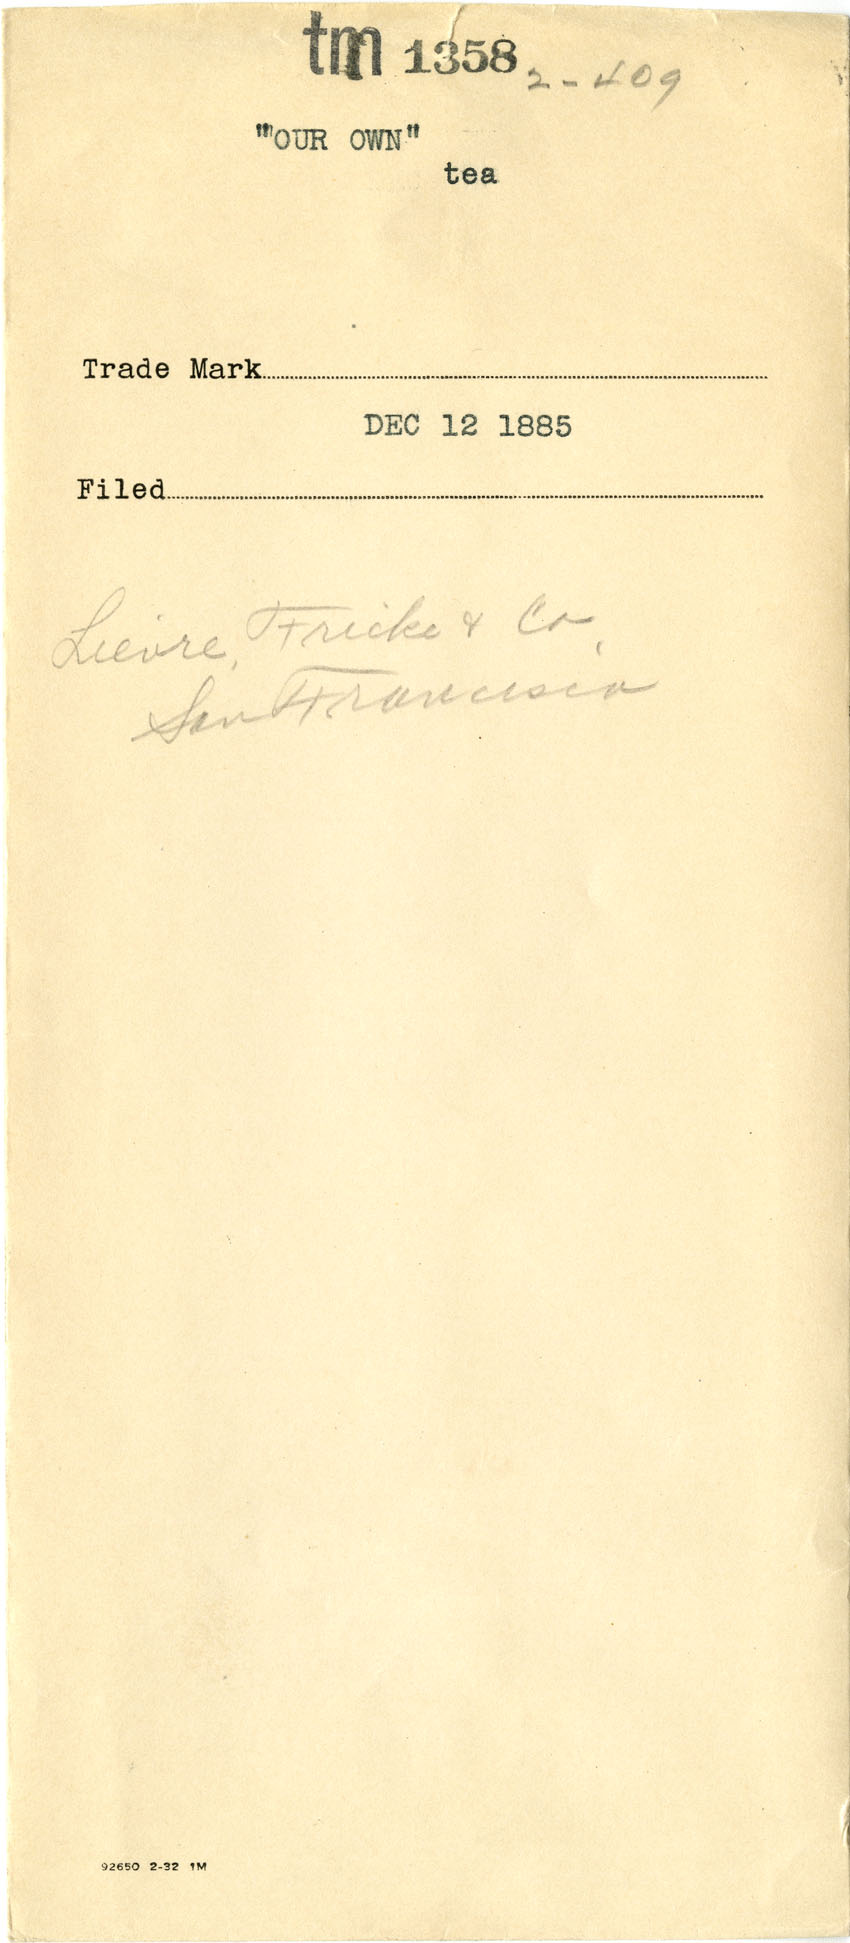 tm 1358 2-409
"OUR OWN"
tea
Trade Mark
DEC 12 1885
Filed
Lievre, Fricke & Co,
San Francisco
92650 2-32 1M